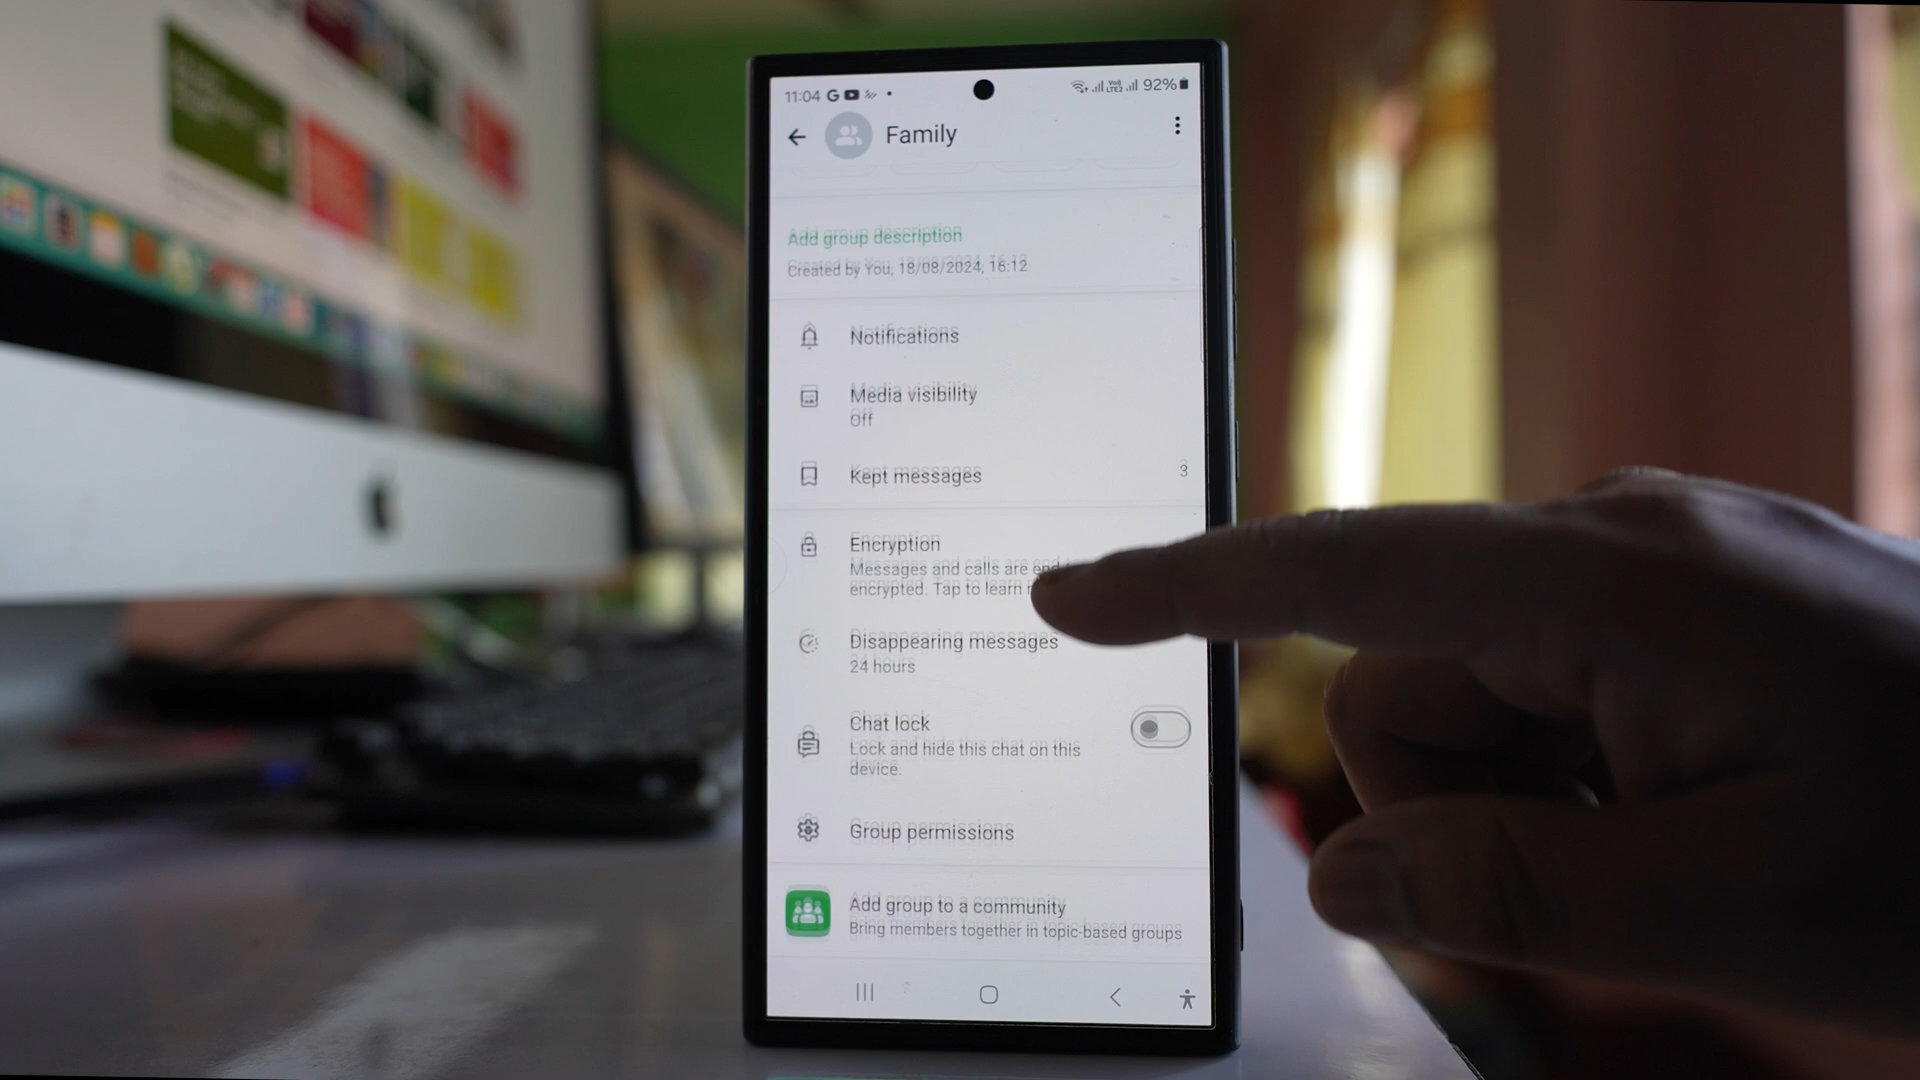 11:04
92%
Family
Add group description
Created by You, 18/08/2024, 16:12
Notifications
Media visibility
Off
Kept messages
3
Encryption
Messages and calls are end
encrypted. Tap to learn
Disappearing messages
24 hours
Chat lock
Lock and hide this chat on this
device.
Group permissions
Add group to a community
Bring members together in topic-based groups